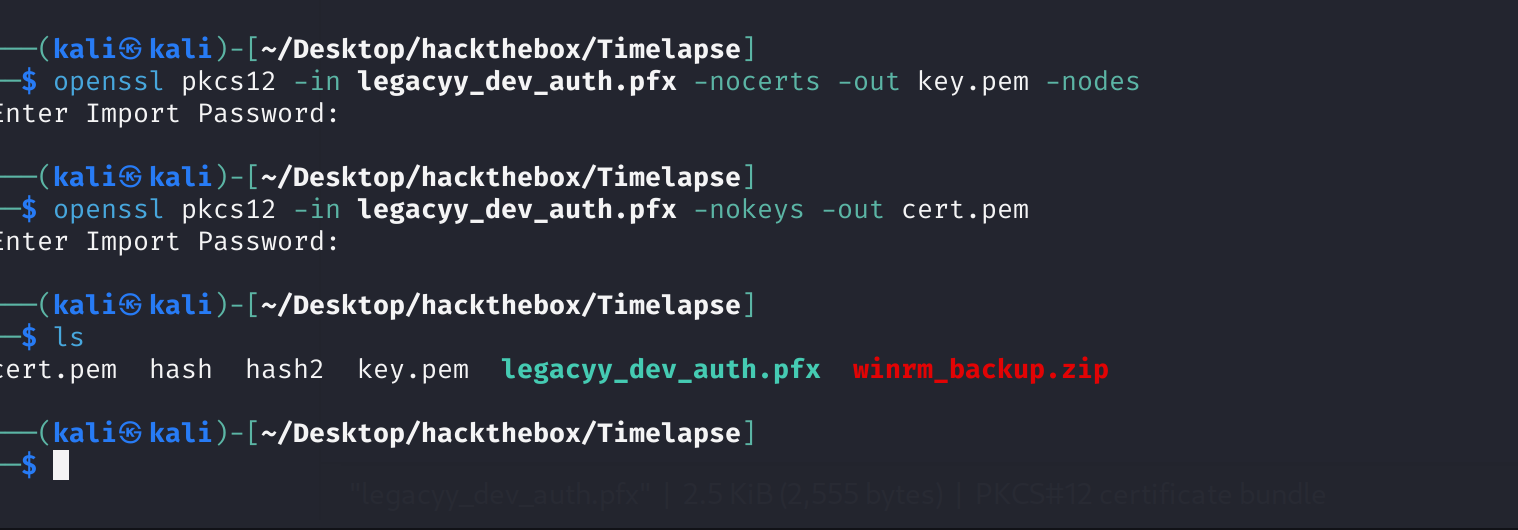 ──(kali㉿kali)-[~/Desktop/hackthebox/Timelapse]
─$ openssl pkcs12 -in legacyy_dev_auth.pfx -nocerts -out key.pem -nodes
Enter Import Password:
──(kali㉿kali)-[~/Desktop/hackthebox/Timelapse]
─$ openssl pkcs12 -in legacyy_dev_auth.pfx -nokeys -out cert.pem
Enter Import Password:
──(kali㉿kali)-[~/Desktop/hackthebox/Timelapse]
─$ ls
cert.pem  hash  hash2  key.pem  legacyy_dev_auth.pfx  winrm_backup.zip
──(kali㉿kali)-[~/Desktop/hackthebox/Timelapse]
─$
"legacyy_dev_auth.pfx" | 2.5 KiB (2,555 bytes) | PKCS#12 certificate bundle